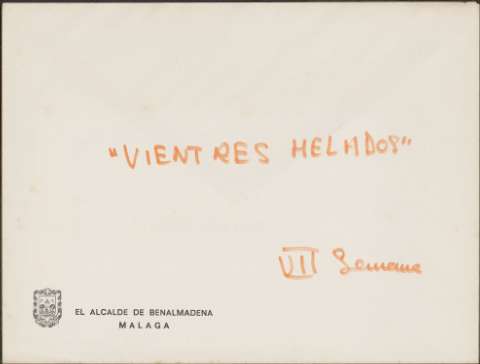 "VIENTRES HELADOS"
VII Semana
EL ALCALDE DE BENALMADENA
MALAGA